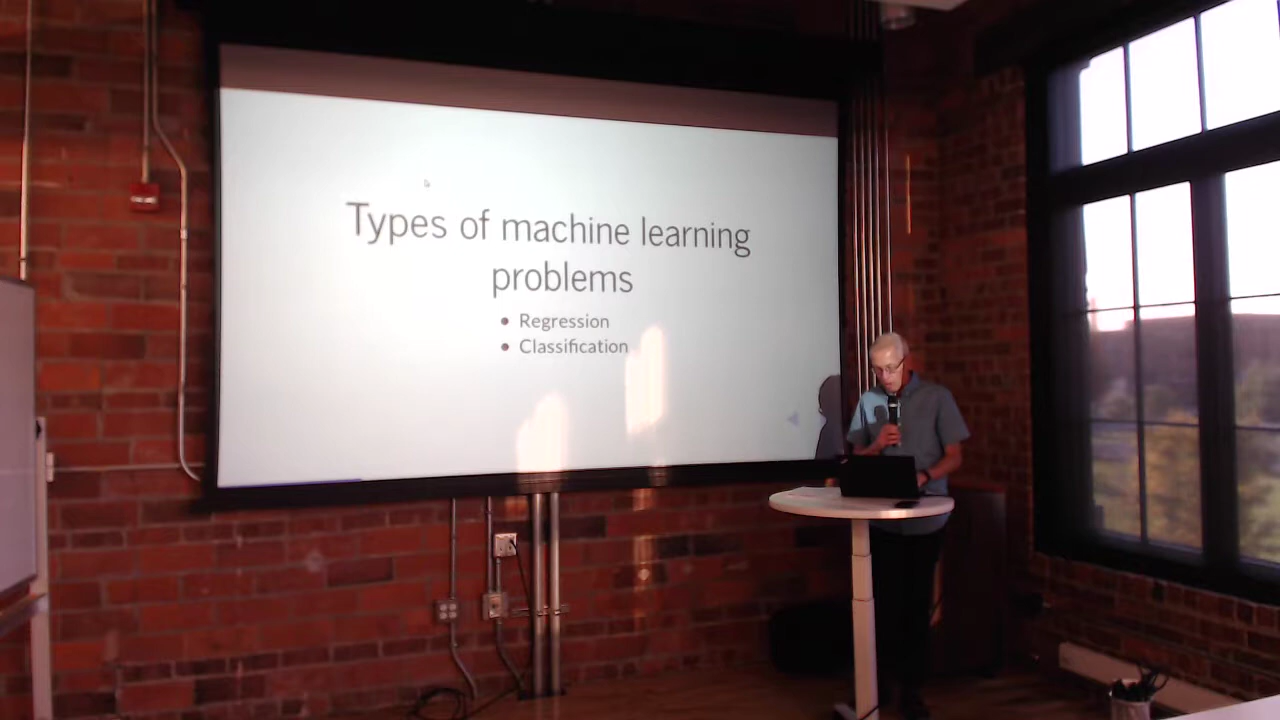 Types of machine learning
problems
• Regression
• Classification